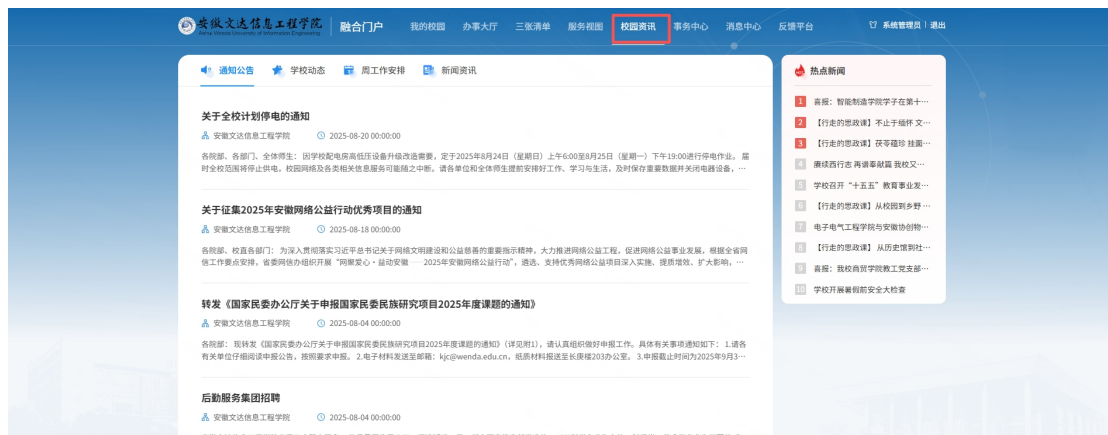 安徽文达信息工程学院
Anhui Wenda University of Information Engineering
融合门户
我的校园 办事大厅 三张清单 服务视图 校园资讯 事务中心 消息中心 反馈平台
系统管理员 | 退出
通知公告 学校动态 周工作安排 新闻资讯
关于全校计划停电的通知
安徽文达信息工程学院 2025-08-20 00:00:00
各院部、各部门、全体师生： 因学校配电房高低压设备升级改造需要，定于2025年8月24日（星期日）上午6:00至8月25日（星期一）下午19:00进行停电作业。 届
时全校范围将停止供电，校园网络及各类相关信息服务可能随之中断。请各单位和全体师生提前安排好工作、学习与生活，及时保存重要数据并关闭电器设备，…
关于征集2025年安徽网络公益行动优秀项目的通知
安徽文达信息工程学院 2025-08-18 00:00:00
各院部、校直各部门： 为深入贯彻落实习近平总书记关于网络文明建设和公益慈善的重要指示精神，大力推进网络公益工程，促进网络公益事业发展，根据全省网
信工作要点安排，省委网信办组织开展“网聚爱心・益动安徽——2025年安徽网络公益行动”，遴选、支持优秀网络公益项目深入实施、提质增效、扩大影响，…
转发《国家民委办公厅关于申报国家民委民族研究项目2025年度课题的通知》
安徽文达信息工程学院 2025-08-04 00:00:00
各院部： 现转发《国家民委办公厅关于申报国家民委民族研究项目2025年度课题的通知》（详见附1），请认真组织做好申报工作。具体有关事项通知如下： 1.请各
有关单位仔细阅读申报公告，按照要求申报。 2.电子材料发送至邮箱：kjc@wenda.edu.cn，纸质材料报送至长庚楼203办公室。 3.申报截止时间为2025年9月3…
后勤服务集团招聘
安徽文达信息工程学院 2025-08-04 00:00:00
热点新闻
1 喜报：智能制造学院学子在第十…
2 【行走的思政课】不止于缅怀 文…
3 【行走的思政课】茯苓蕴珍 挂面…
4 赓续西行志 再谱奉献篇 我校又…
5 学校召开“十五五”教育事业发…
6 【行走的思政课】从校园到乡野 …
7 电子电气工程学院与安徽协创物…
8 【行走的思政课】 从历史馆到社…
9 喜报：我校商贸学院教工党支部…
10 学校开展暑假前安全大检查